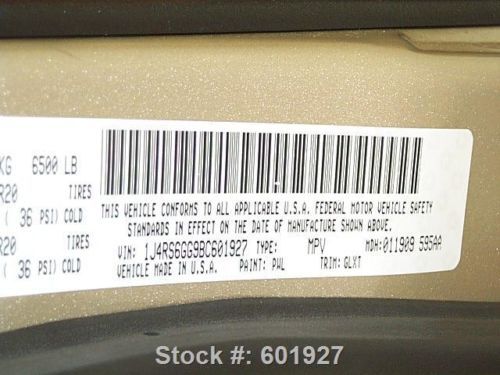 KG 6500 LB
R20 TIRES
( 36 PSI) COLD
R20 TIRES
( 36 PSI) COLD
THIS VEHICLE CONFORMS TO ALL APPLICABLE U.S.A. FEDERAL MOTOR VEHICLE SAFETY
STANDARDS IN EFFECT ON THE DATE OF MANUFACTURE SHOWN ABOVE.
VIN: 1J4RS6GG9BC601927 TYPE: MPV MDH: 011909 595AA
VEHICLE MADE IN U.S.A. PAINT: PWL TRIM: GLXT
Stock #: 601927